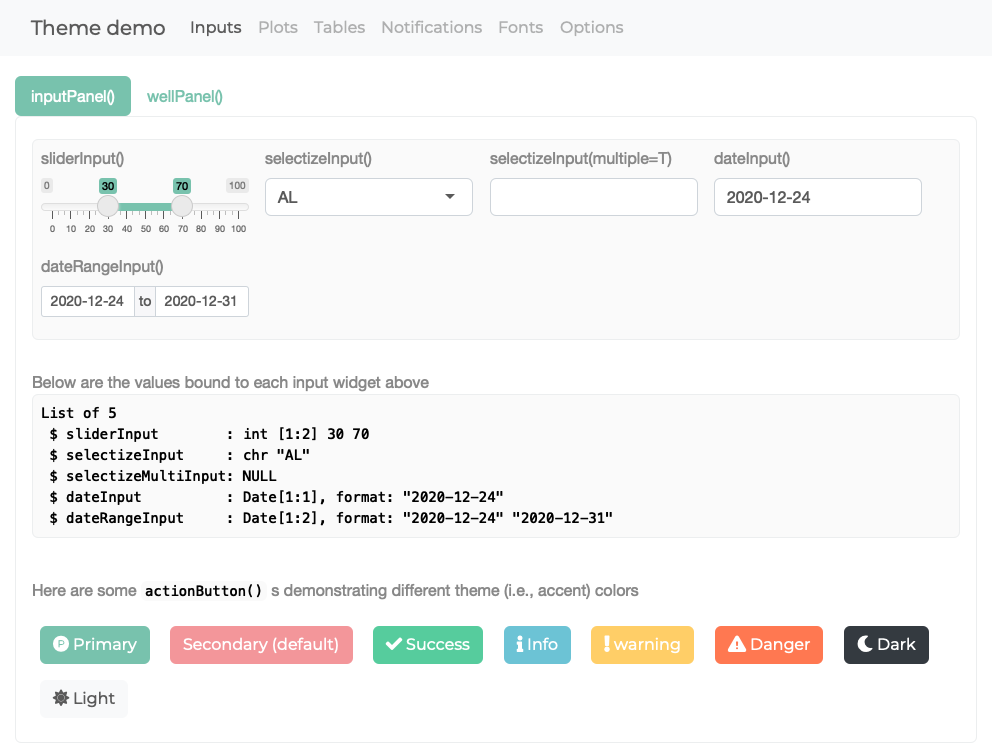 Theme demo Inputs Plots Tables Notifications Fonts Options
inputPanel() wellPanel()
sliderInput() selectizeInput() selectizeInput(multiple=T) dateInput()
0 30 70 100
AL 2020-12-24
0 10 20 30 40 50 60 70 80 90 100
dateRangeInput()
2020-12-24 to 2020-12-31
Below are the values bound to each input widget above
List of 5
 $ sliderInput        : int [1:2] 30 70
 $ selectizeInput     : chr "AL"
 $ selectizeMultiInput: NULL
 $ dateInput          : Date[1:1], format: "2020-12-24"
 $ dateRangeInput     : Date[1:2], format: "2020-12-24" "2020-12-31"
Here are some actionButton() s demonstrating different theme (i.e., accent) colors
Primary Secondary (default) Success Info warning Danger Dark
Light